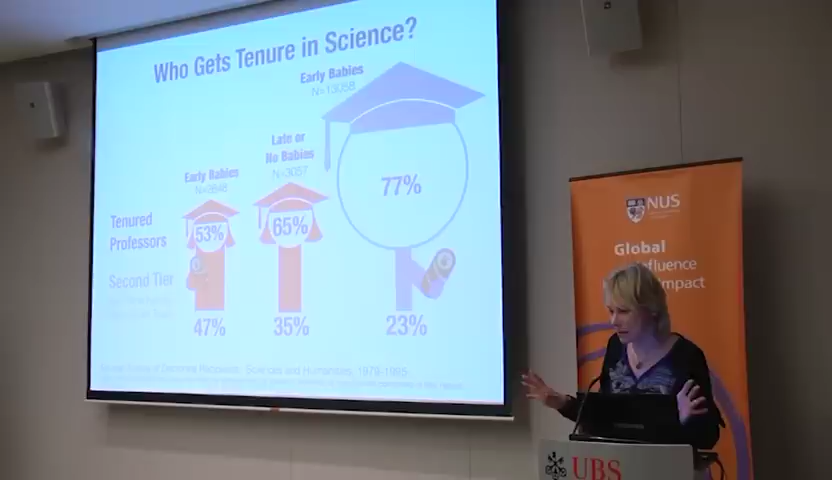 Who Gets Tenure in Science?
Early Babies
Late or
No Babies
N=3057
Early Babies
77%
65%
53%
Tenured
Professors
Second Tier
47%
35%
23%
Sciences and Humanities, 1979-1995
NUS
Global
Influence
Impact
UBS